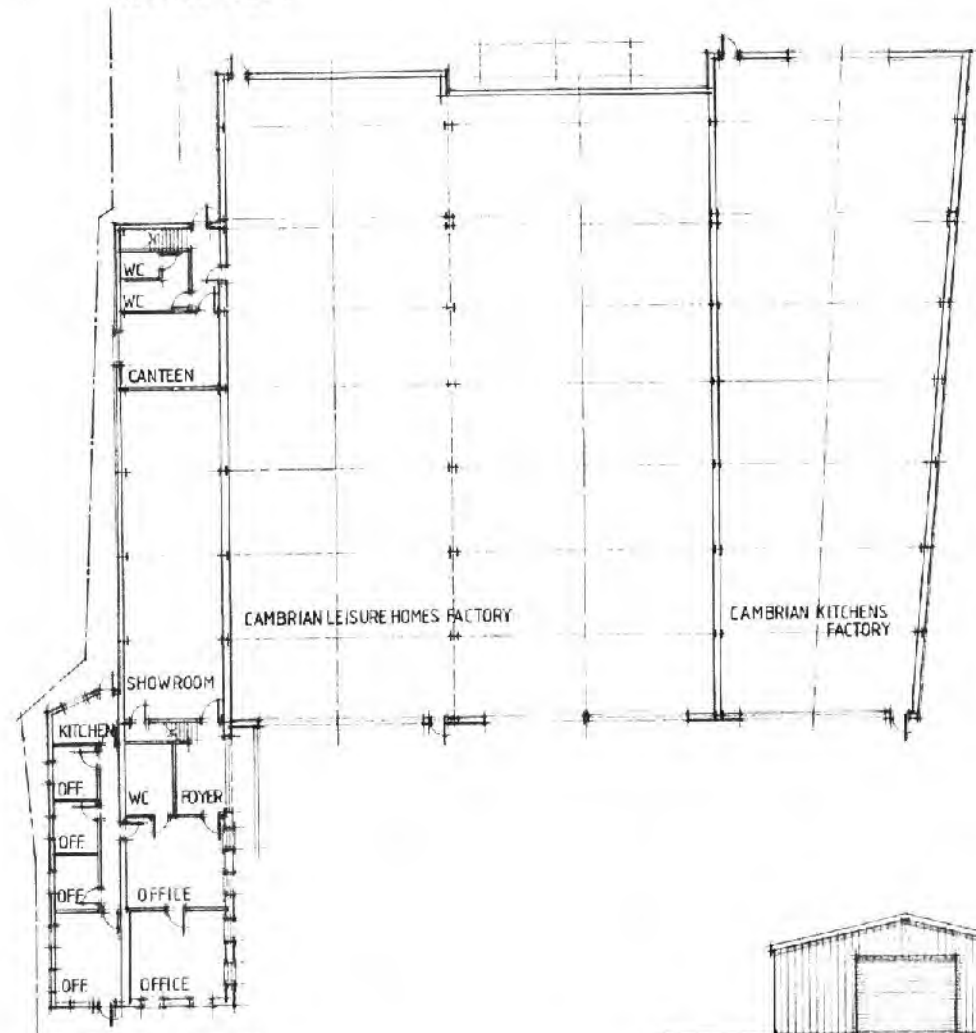 WC
WC
CANTEEN
CAMBRIAN LEISURE HOMES FACTORY
CAMBRIAN KITCHENS
FACTORY
SHOWROOM
KITCHEN
OFF.
WC
FOYER
OFF.
OFF.
OFFICE
OFF.
OFFICE